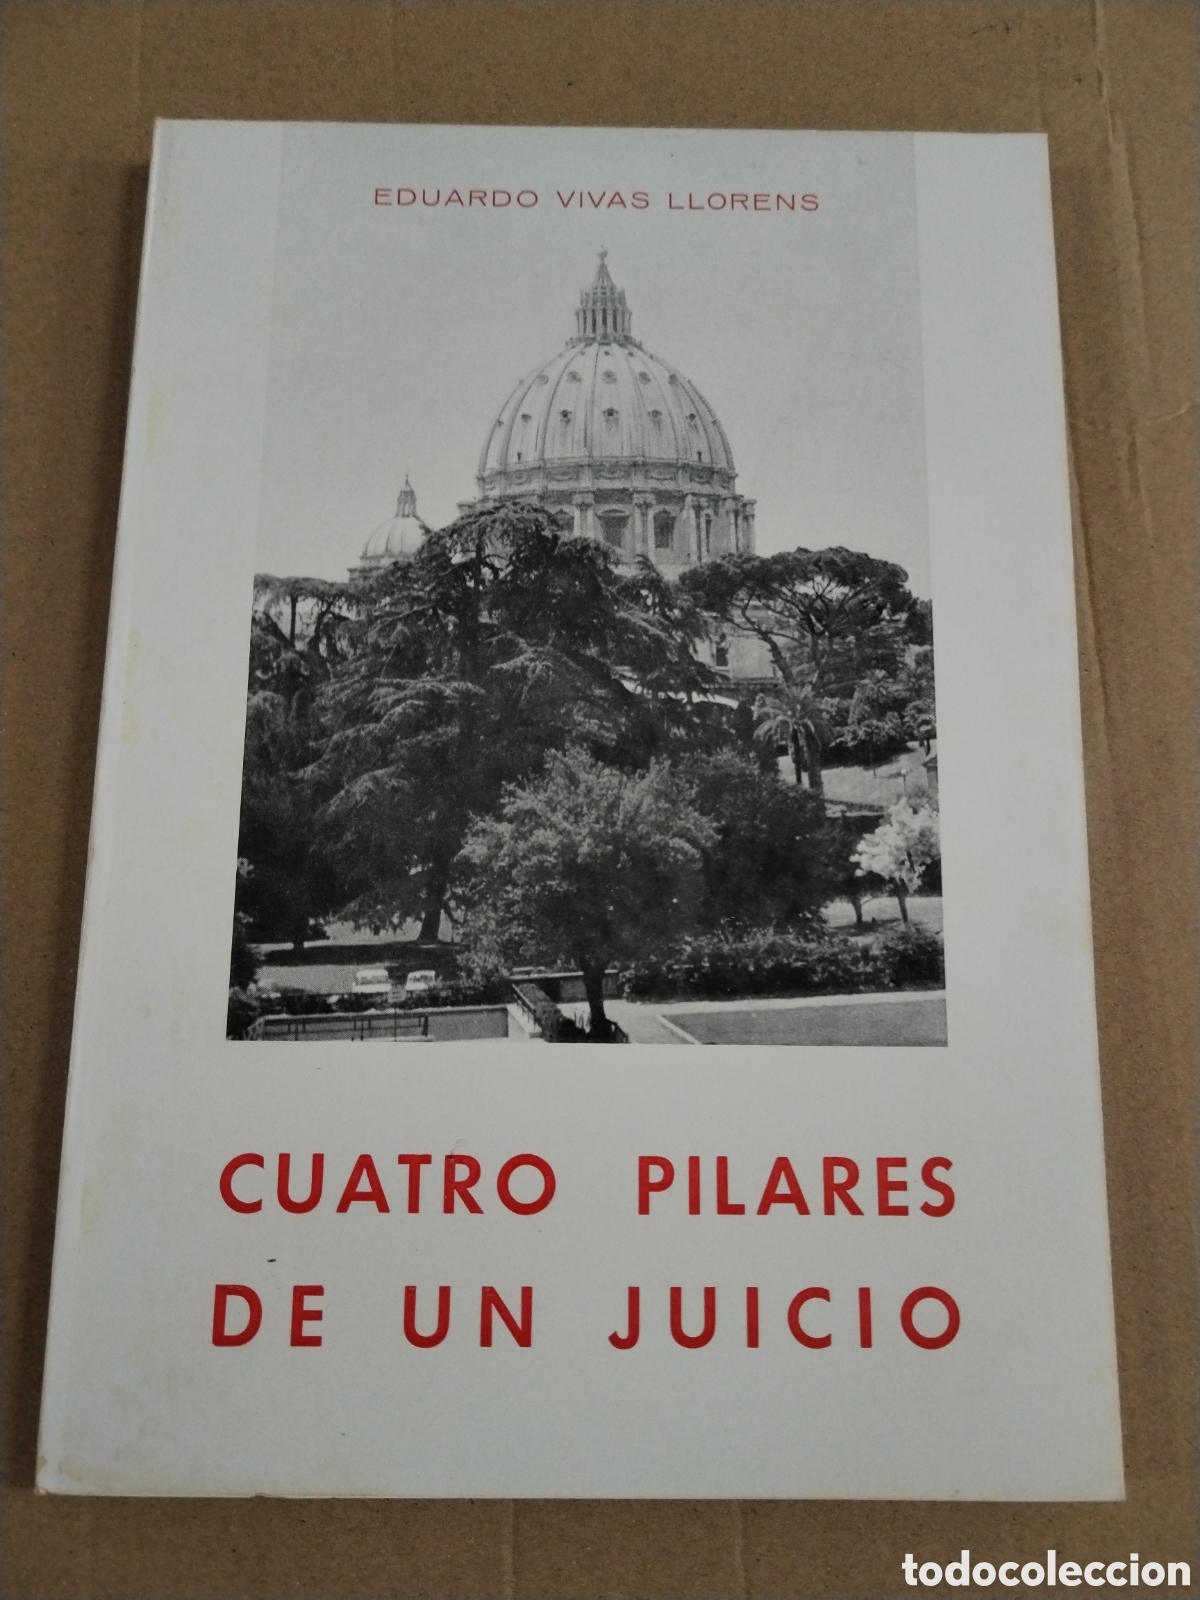 EDUARDO VIVAS LLORENS
CUATRO PILARES
DE UN JUICIO
todocoleccion